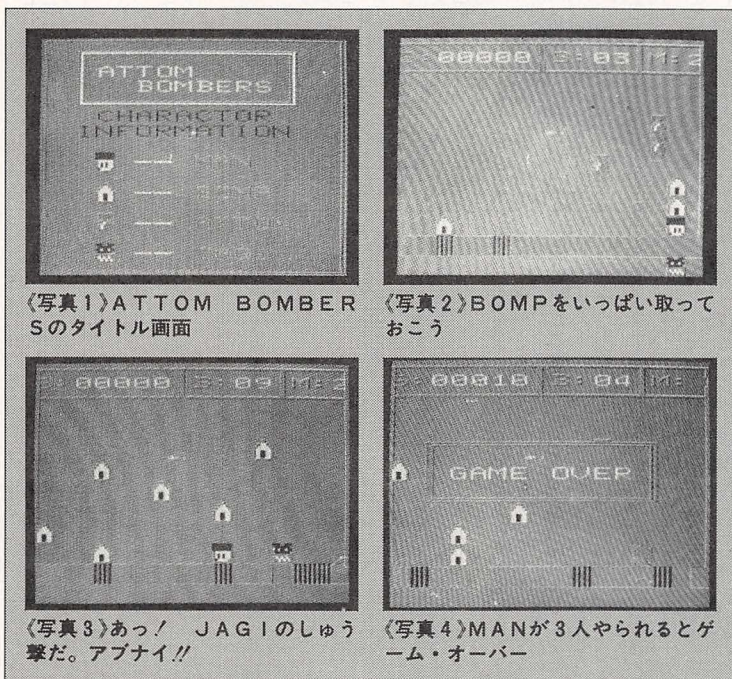 ATTOM
BOMBERS
CHARACTOR
INFORMATION
《写真1》ATTOM BOMBER
Sのタイトル画面
S:00000 B:03 M:2
《写真2》BOMPをいっぱい取って
おこう
S:00000 B:09 M:2
《写真3》あっ! JAGIのしゅう
撃だ。アブナイ!!
S:00018 B:04 M:
GAME OVER
《写真4》MANが3人やられるとゲ
ーム・オーバー